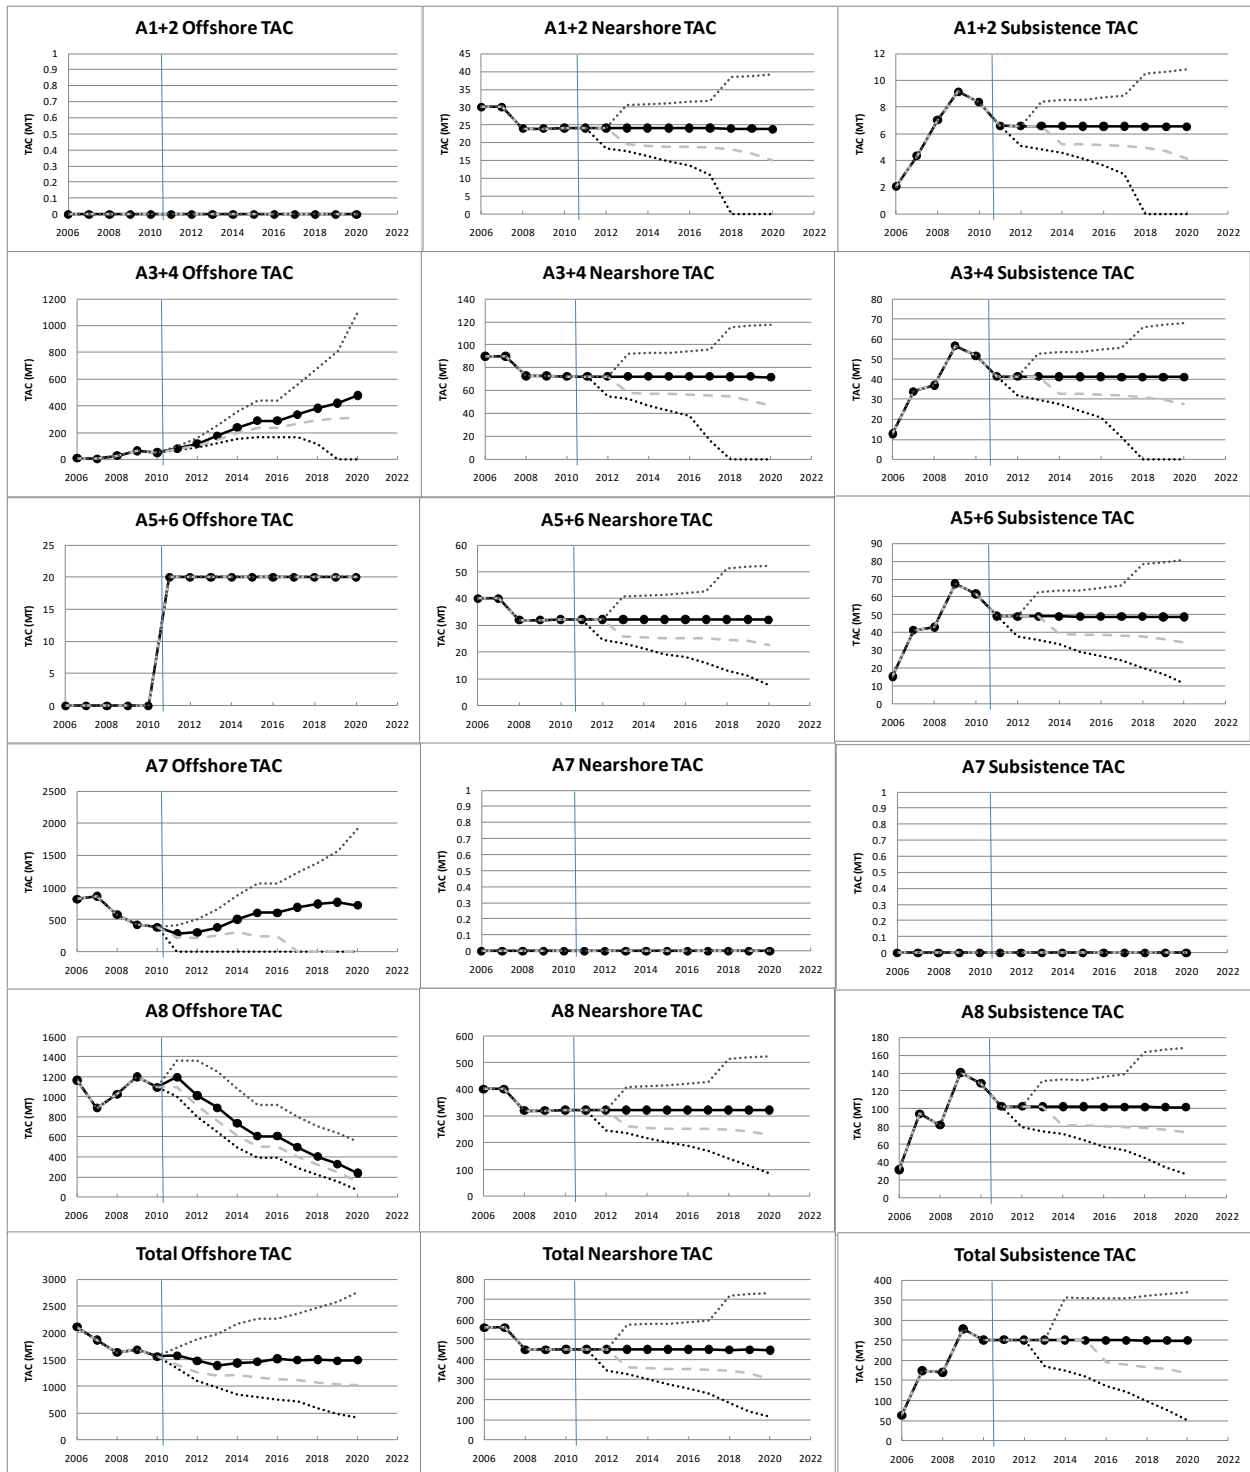 A1+2 Offshore TAC
TAC (MT)
1
0.9
0.8
0.7
0.6
0.5
0.4
0.3
0.2
0.1
0
2006 2008 2010 2012 2014 2016 2018 2020 2022
A1+2 Nearshore TAC
TAC (MT)
45
40
35
30
25
20
15
10
5
0
2006 2008 2010 2012 2014 2016 2018 2020 2022
A1+2 Subsistence TAC
TAC (MT)
12
10
8
6
4
2
0
2006 2008 2010 2012 2014 2016 2018 2020 2022
A3+4 Offshore TAC
TAC (MT)
1200
1000
800
600
400
200
0
2006 2008 2010 2012 2014 2016 2018 2020 2022
A3+4 Nearshore TAC
TAC (MT)
140
120
100
80
60
40
20
0
2006 2008 2010 2012 2014 2016 2018 2020 2022
A3+4 Subsistence TAC
TAC (MT)
80
70
60
50
40
30
20
10
0
2006 2008 2010 2012 2014 2016 2018 2020 2022
A5+6 Offshore TAC
TAC (MT)
25
20
15
10
5
0
2006 2008 2010 2012 2014 2016 2018 2020 2022
A5+6 Nearshore TAC
TAC (MT)
60
50
40
30
20
10
0
2006 2008 2010 2012 2014 2016 2018 2020 2022
A5+6 Subsistence TAC
TAC (MT)
90
80
70
60
50
40
30
20
10
0
2006 2008 2010 2012 2014 2016 2018 2020 2022
A7 Offshore TAC
TAC (MT)
2500
2000
1500
1000
500
0
2006 2008 2010 2012 2014 2016 2018 2020 2022
A7 Nearshore TAC
TAC (MT)
1
0.9
0.8
0.7
0.6
0.5
0.4
0.3
0.2
0.1
0
2006 2008 2010 2012 2014 2016 2018 2020 2022
A7 Subsistence TAC
TAC (MT)
1
0.9
0.8
0.7
0.6
0.5
0.4
0.3
0.2
0.1
0
2006 2008 2010 2012 2014 2016 2018 2020 2022
A8 Offshore TAC
TAC (MT)
1600
1400
1200
1000
800
600
400
200
0
2006 2008 2010 2012 2014 2016 2018 2020 2022
A8 Nearshore TAC
TAC (MT)
600
500
400
300
200
100
0
2006 2008 2010 2012 2014 2016 2018 2020 2022
A8 Subsistence TAC
TAC (MT)
180
160
140
120
100
80
60
40
20
0
2006 2008 2010 2012 2014 2016 2018 2020 2022
Total Offshore TAC
TAC (MT)
3000
2500
2000
1500
1000
500
0
2006 2008 2010 2012 2014 2016 2018 2020 2022
Total Nearshore TAC
TAC (MT)
800
700
600
500
400
300
200
100
0
2006 2008 2010 2012 2014 2016 2018 2020 2022
Total Subsistence TAC
TAC (MT)
400
350
300
250
200
150
100
50
0
2006 2008 2010 2012 2014 2016 2018 2020 2022